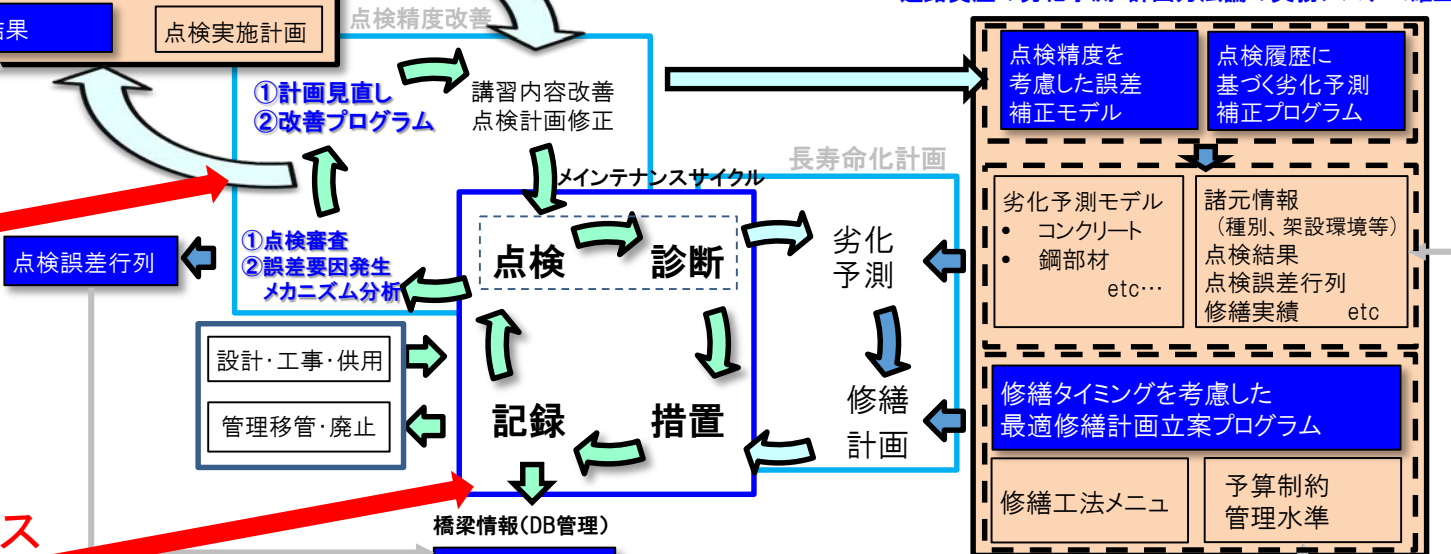 結果
点検実施計画
点検精度改善
①計画見直し
②改善プログラム
講習内容改善
点検計画修正
点検精度を
考慮した誤差
補正モデル
点検履歴に
基づく劣化予測
補正プログラム
長寿命化計画
メインテナンスサイクル
劣化予測モデル
• コンクリート
• 鋼部材
etc…
諸元情報
(種別、架設環境等)
点検結果
点検誤差行列
修繕実績 etc
点検誤差行列
①点検審査
②誤差要因発生
メカニズム分析
点検
診断
劣化
予測
設計・工事・供用
管理移管・廃止
記録
措置
修繕
計画
修繕タイミングを考慮した
最適修繕計画立案プログラム
修繕工法メニュ
予算制約
管理水準
ス
橋梁情報(DB管理)